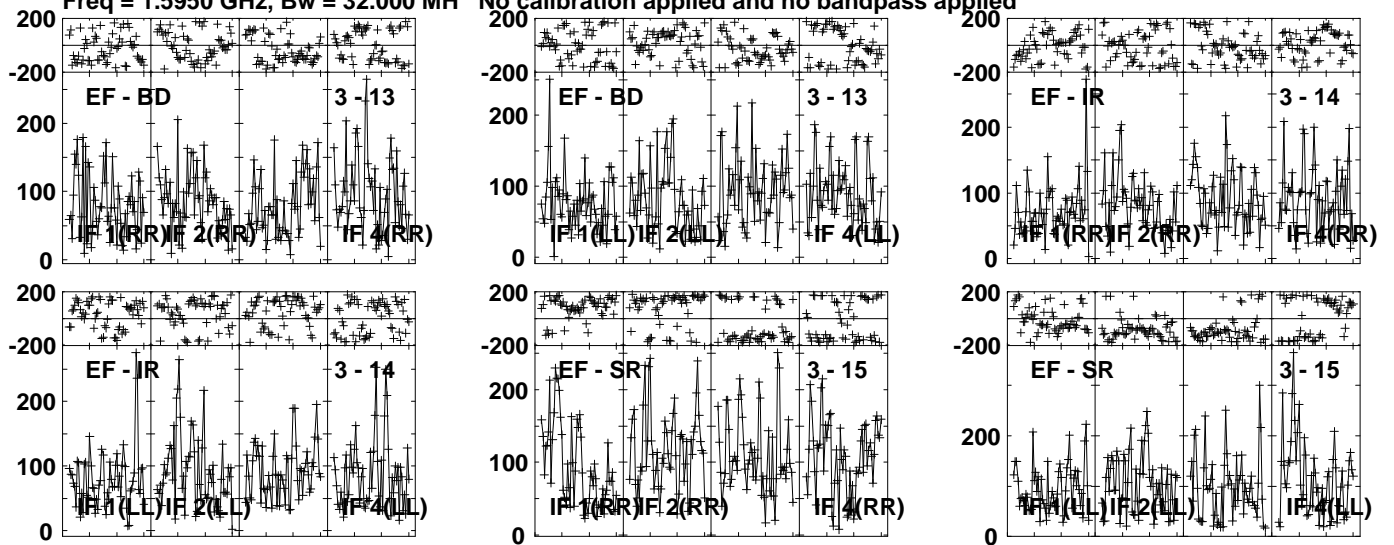 Freq = 1.5950 GHz, Bw = 32.000 MH No calibration applied and no bandpass applied
200
-200
EF - BD 3 - 13
200
100
0
IF 1(RR) IF 2(RR) IF 4(RR)
200
-200
EF - BD 3 - 13
200
100
0
IF 1(LL) IF 2(LL) IF 4(LL)
200
-200
EF - IR 3 - 14
200
100
0
IF 1(RR) IF 2(RR) IF 4(RR)
200
-200
EF - IR 3 - 14
200
100
0
IF 1(LL) IF 2(LL) IF 4(LL)
200
-200
EF - SR 3 - 15
200
100
0
IF 1(RR) IF 2(RR) IF 4(RR)
200
-200
EF - SR 3 - 15
200
0
IF 1(LL) IF 2(LL) IF 4(LL)